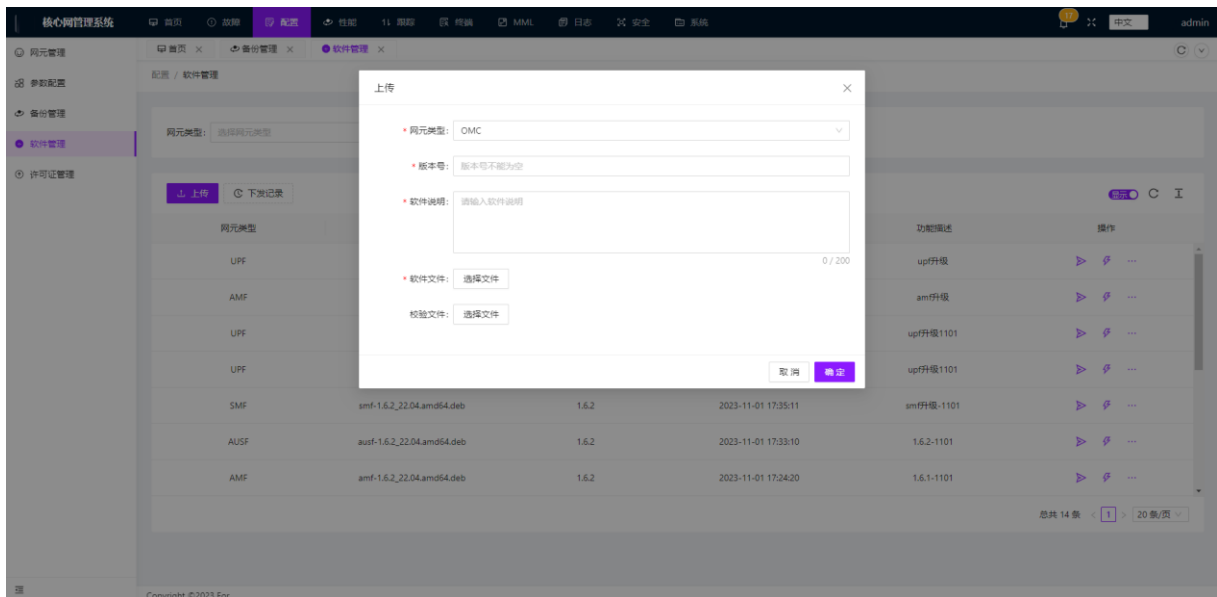 核心网管理系统 首页 故障 配置 性能 跟踪 终端 MML 日志 安全 系统 17 中文 admin
网元管理 首页 备份管理 软件管理
参数配置 配置 / 软件管理
备份管理
软件管理
许可证管理
网元类型: 选择网元类型
上传 下发记录 显示
上传
* 网元类型: OMC
* 版本号: 版本号不能为空
* 软件说明: 请输入软件说明
0 / 200
* 软件文件: 选择文件
校验文件: 选择文件
取 消 确 定
网元类型 功能描述 操作
UPF upf升级
AMF amf升级
UPF upf升级1101
UPF upf升级1101
SMF smf-1.6.2_22.04.amd64.deb 1.6.2 2023-11-01 17:35:11 smf升级-1101
AUSF ausf-1.6.2_22.04.amd64.deb 1.6.2 2023-11-01 17:33:10 1.6.2-1101
AMF amf-1.6.2_22.04.amd64.deb 1.6.2 2023-11-01 17:24:20 1.6.1-1101
总共 14 条 < 1 > 20 条/页
Copyright ©2023 For